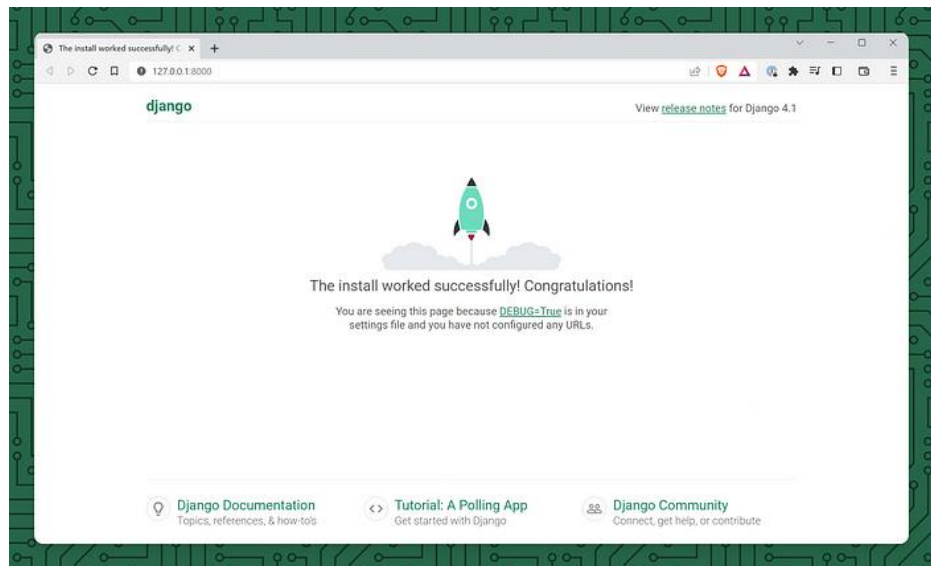 The install worked successfully! C
127.0.0.1:8000
django
View release notes for Django 4.1
The install worked successfully! Congratulations!
You are seeing this page because DEBUG=True is in your
settings file and you have not configured any URLs.
Django Documentation
Topics, references, & how-to's
Tutorial: A Polling App
Get started with Django
Django Community
Connect, get help, or contribute